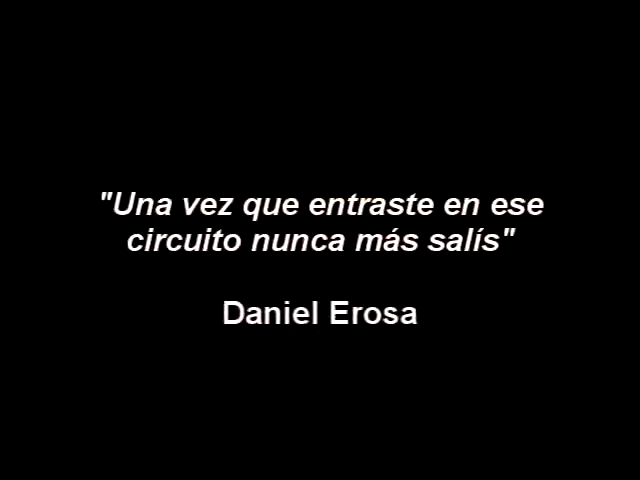 "Una vez que entraste en ese
circuito nunca más salís"
Daniel Erosa